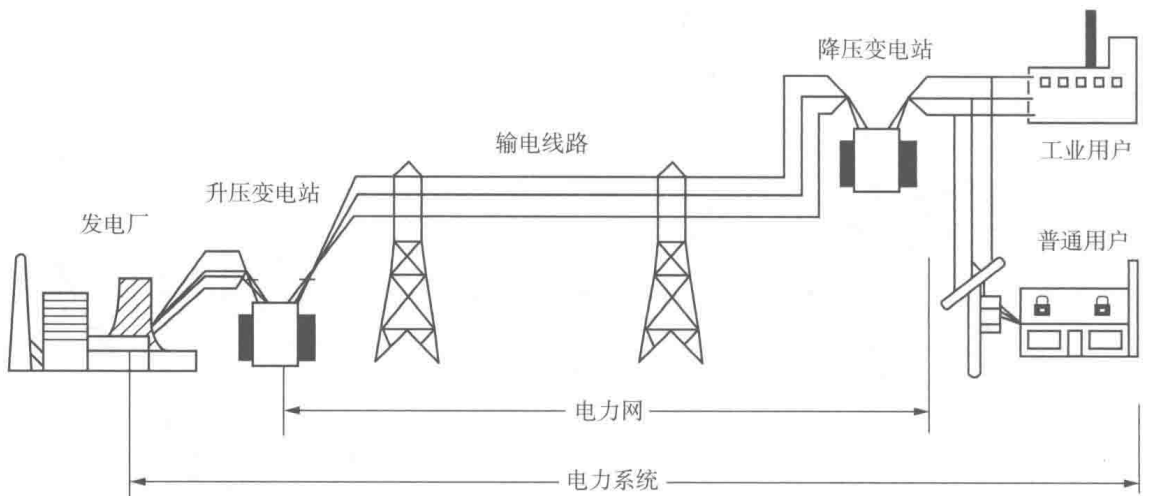 降压变电站
输电线路
工业用户
升压变电站
发电厂
普通用户
电力网
电力系统